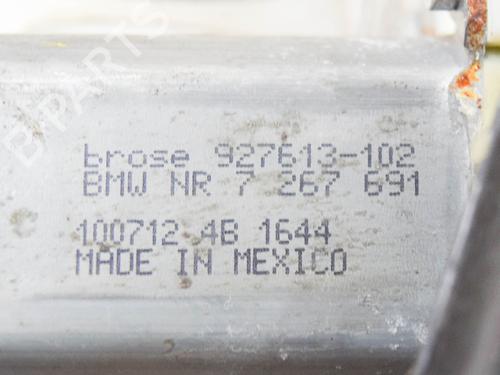 B-PARTS
brose 927613-102
BMW NR 7 267 691
100712 4B 1644
MADE IN MEXICO